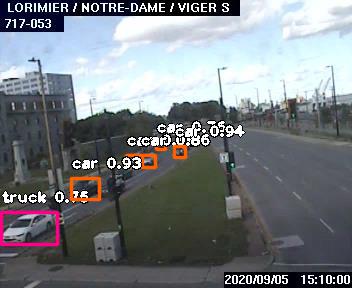 LORIMIER / NOTRE-DAME / VIGER S
717-053
car 0.94
car 0.93
truck 0.75
2020/09/05 15:10:00